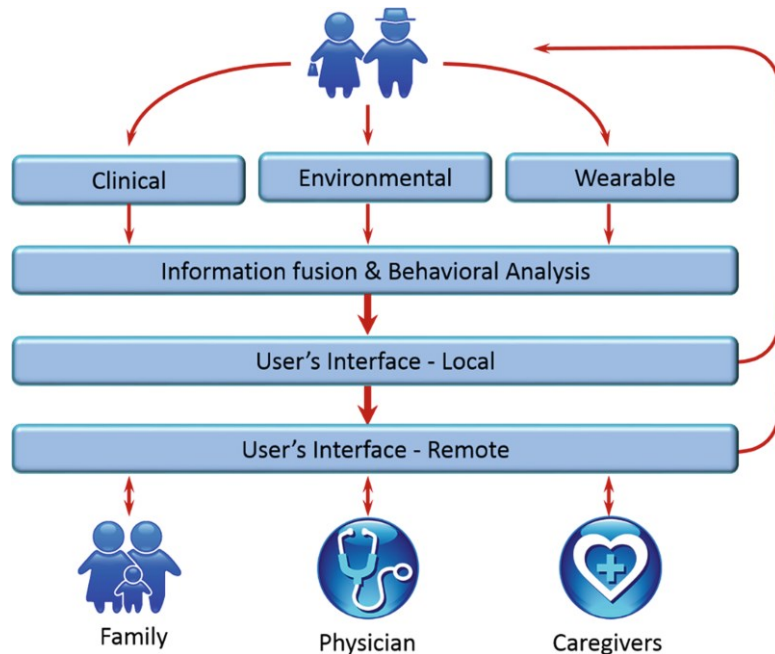 Clinical
Environmental
Wearable
Information fusion & Behavioral Analysis
User's Interface - Local
User's Interface - Remote
Family
Physician
Caregivers